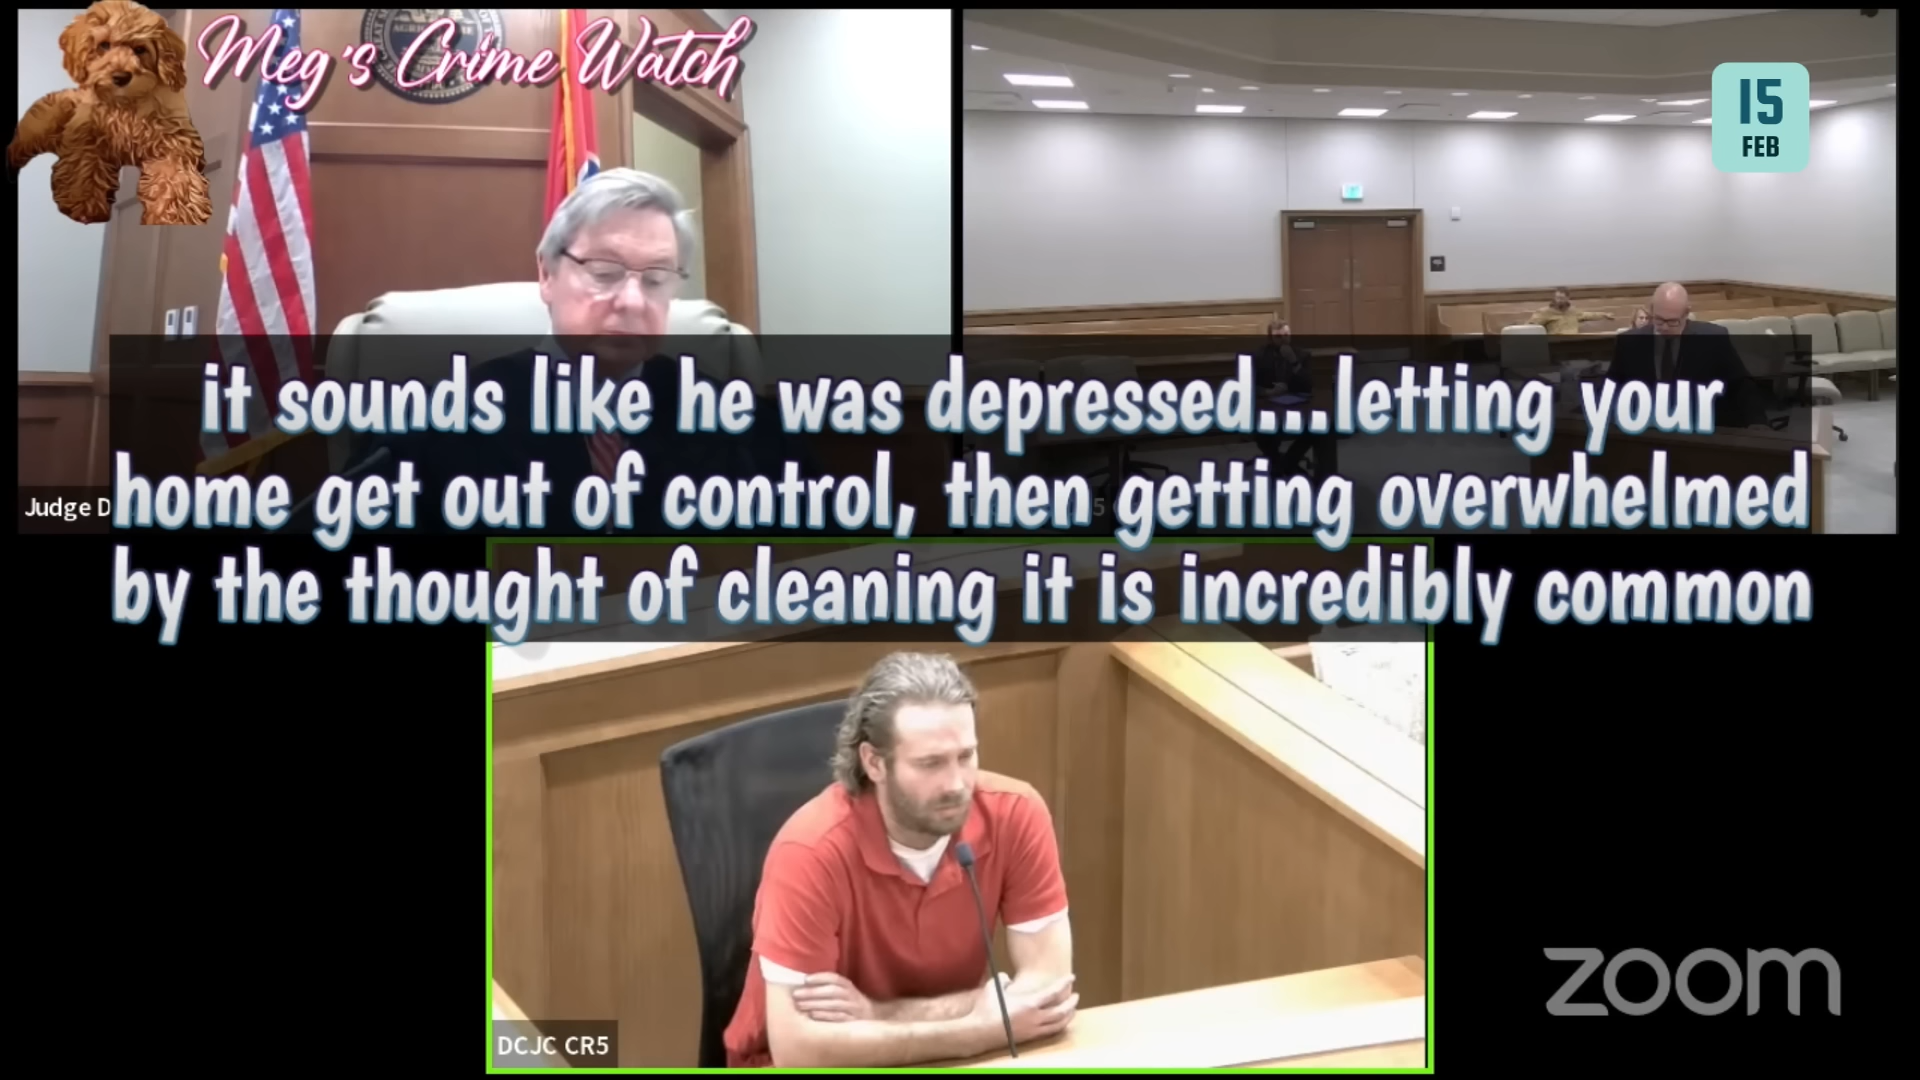 Meg's Crime Watch
AGRICULTURE
15
FEB
it sounds like he was depressed...letting your
home get out of control, then getting overwhelmed
by the thought of cleaning it is incredibly common
Judge D
DCJC CR5
zoom